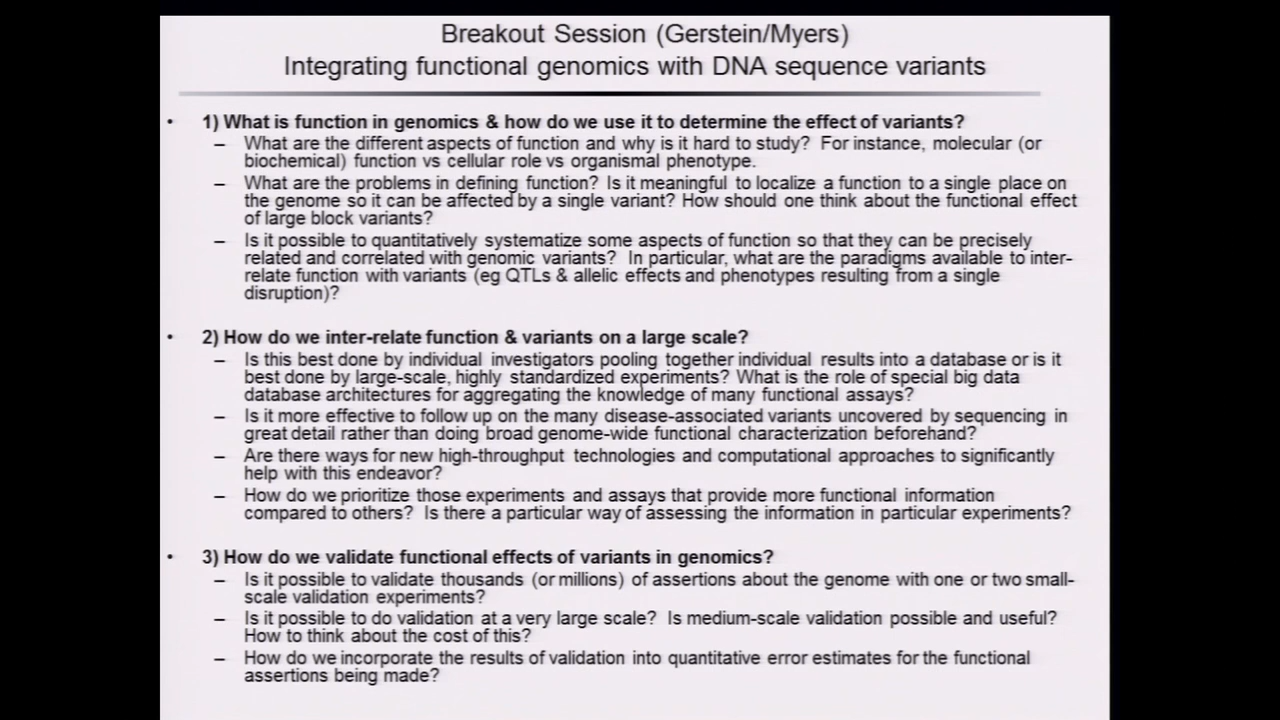 Breakout Session (Gerstein/Myers)
Integrating functional genomics with DNA sequence variants
• 1) What is function in genomics & how do we use it to determine the effect of variants?
– What are the different aspects of function and why is it hard to study? For instance, molecular (or
biochemical) function vs cellular role vs organismal phenotype.
– What are the problems in defining function? Is it meaningful to localize a function to a single place on
the genome so it can be affected by a single variant? How should one think about the functional effect
of large block variants?
– Is it possible to quantitatively systematize some aspects of function so that they can be precisely
related and correlated with genomic variants? In particular, what are the paradigms available to inter-
relate function with variants (eg QTLs & allelic effects and phenotypes resulting from a single
disruption)?
• 2) How do we inter-relate function & variants on a large scale?
– Is this best done by individual investigators pooling together individual results into a database or is it
best done by large-scale, highly standardized experiments? What is the role of special big data
database architectures for aggregating the knowledge of many functional assays?
– Is it more effective to follow up on the many disease-associated variants uncovered by sequencing in
great detail rather than doing broad genome-wide functional characterization beforehand?
– Are there ways for new high-throughput technologies and computational approaches to significantly
help with this endeavor?
– How do we prioritize those experiments and assays that provide more functional information
compared to others? Is there a particular way of assessing the information in particular experiments?
• 3) How do we validate functional effects of variants in genomics?
– Is it possible to validate thousands (or millions) of assertions about the genome with one or two small-
scale validation experiments?
– Is it possible to do validation at a very large scale? Is medium-scale validation possible and useful?
How to think about the cost of this?
– How do we incorporate the results of validation into quantitative error estimates for the functional
assertions being made?